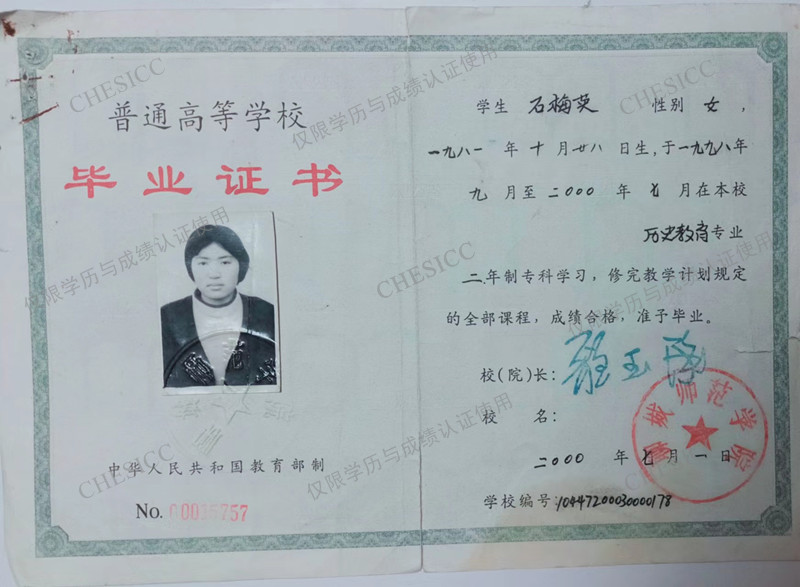 普通高等学校
毕业证书
中华人民共和国教育部制
No. 00015757
学生 石梅英 性别 女，
一九八一 年 十 月 廿八 日生，于一九九八年
九 月至 二000 年 七 月在本校
历史教育专业
二年制专科学习，修完教学计划规定
的全部课程，成绩合格，准予毕业。
校(院)长：
校 名：
聊城师范学院
二000 年 七 月 一 日
学校编号：10447200030000178
CHESICC
仅限学历与成绩认证使用
CHESICC
仅限学历与成绩认证使用
CHESICC
仅限学历与成绩认证使用
CHESICC
仅限学历与成绩认证使用
CHESICC